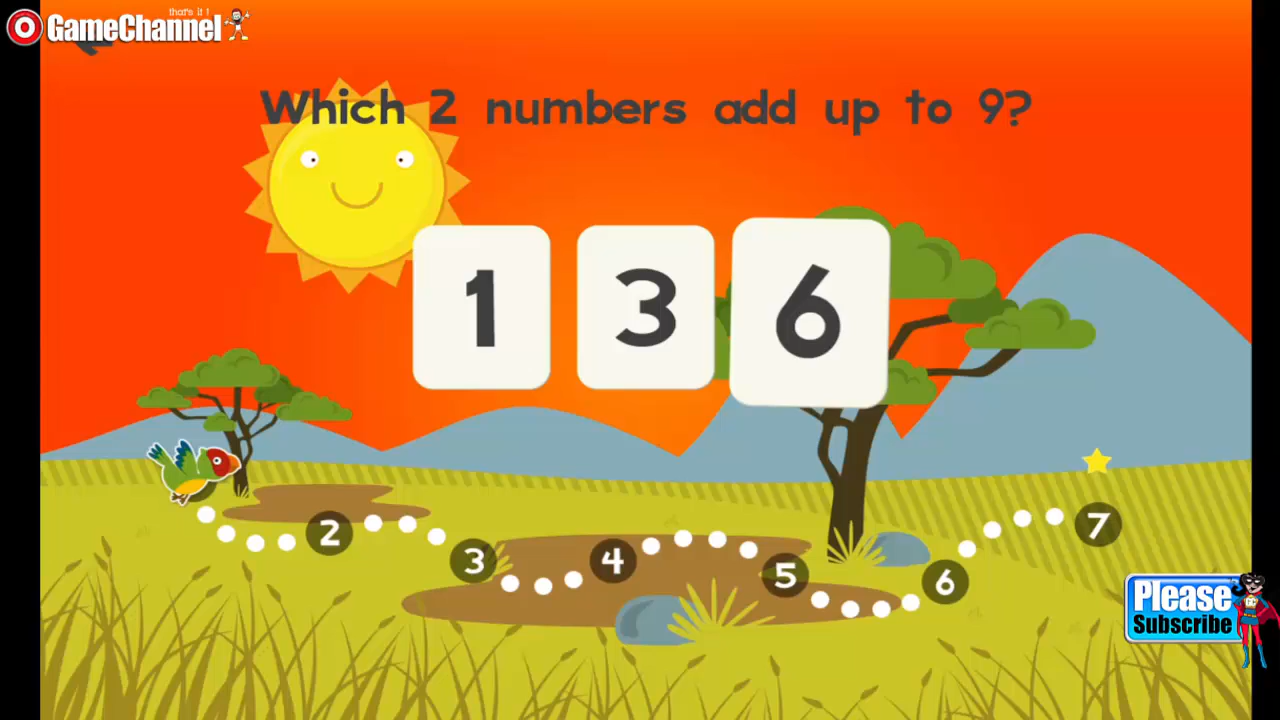 that's it !
GameChannel
Which 2 numbers add up to 9?
1 3 6
2
3
4
5
6
7
Please
Subscribe